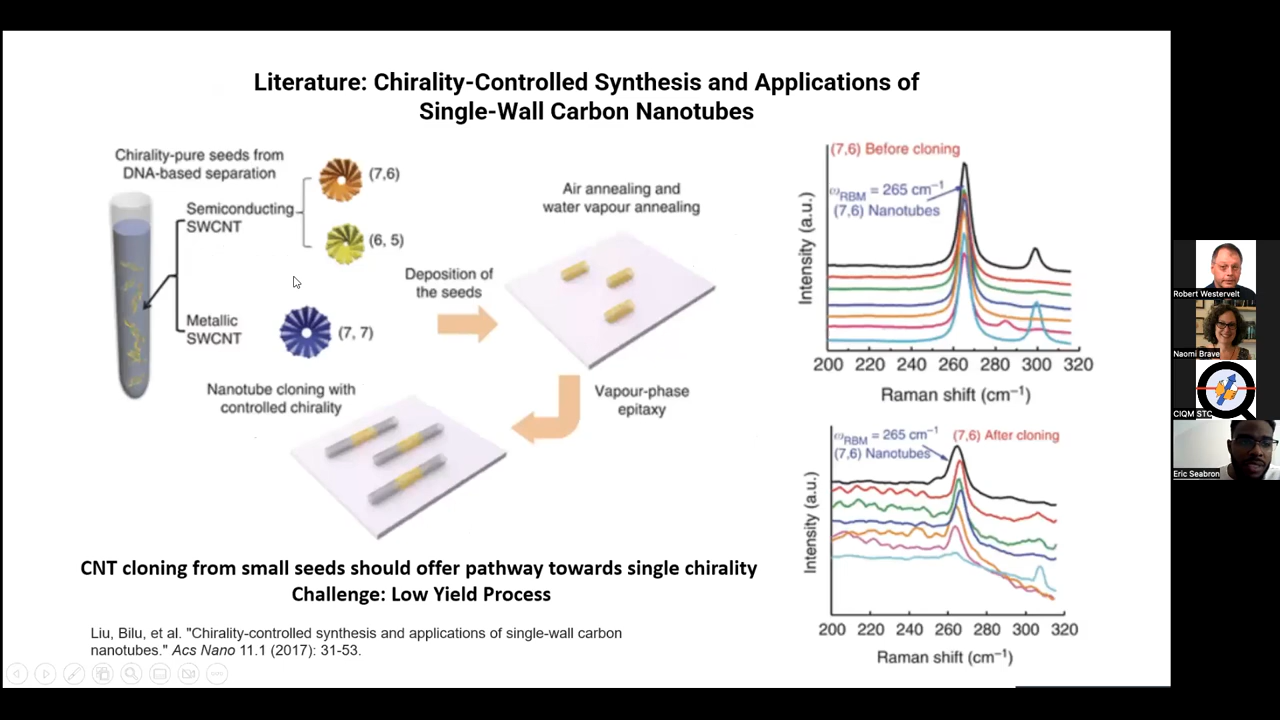 Literature: Chirality-Controlled Synthesis and Applications of
Single-Wall Carbon Nanotubes
Chirality-pure seeds from
DNA-based separation
Semiconducting
SWCNT
(7,6)
(6, 5)
Metallic
SWCNT
(7, 7)
Deposition of
the seeds
Air annealing and
water vapour annealing
Vapour-phase
epitaxy
Nanotube cloning with
controlled chirality
(7,6) Before cloning
ωRBM = 265 cm⁻¹
(7,6) Nanotubes
Intensity (a.u.)
200 220 240 260 280 300 320
Raman shift (cm⁻¹)
ωRBM = 265 cm⁻¹
(7,6) Nanotubes
(7,6) After cloning
Intensity (a.u.)
200 220 240 260 280 300 320
Raman shift (cm⁻¹)
CNT cloning from small seeds should offer pathway towards single chirality
Challenge: Low Yield Process
Liu, Bilu, et al. "Chirality-controlled synthesis and applications of single-wall carbon
nanotubes." Acs Nano 11.1 (2017): 31-53.
Robert Westervelt
Naomi Brave
CIQM STC
Eric Seabron